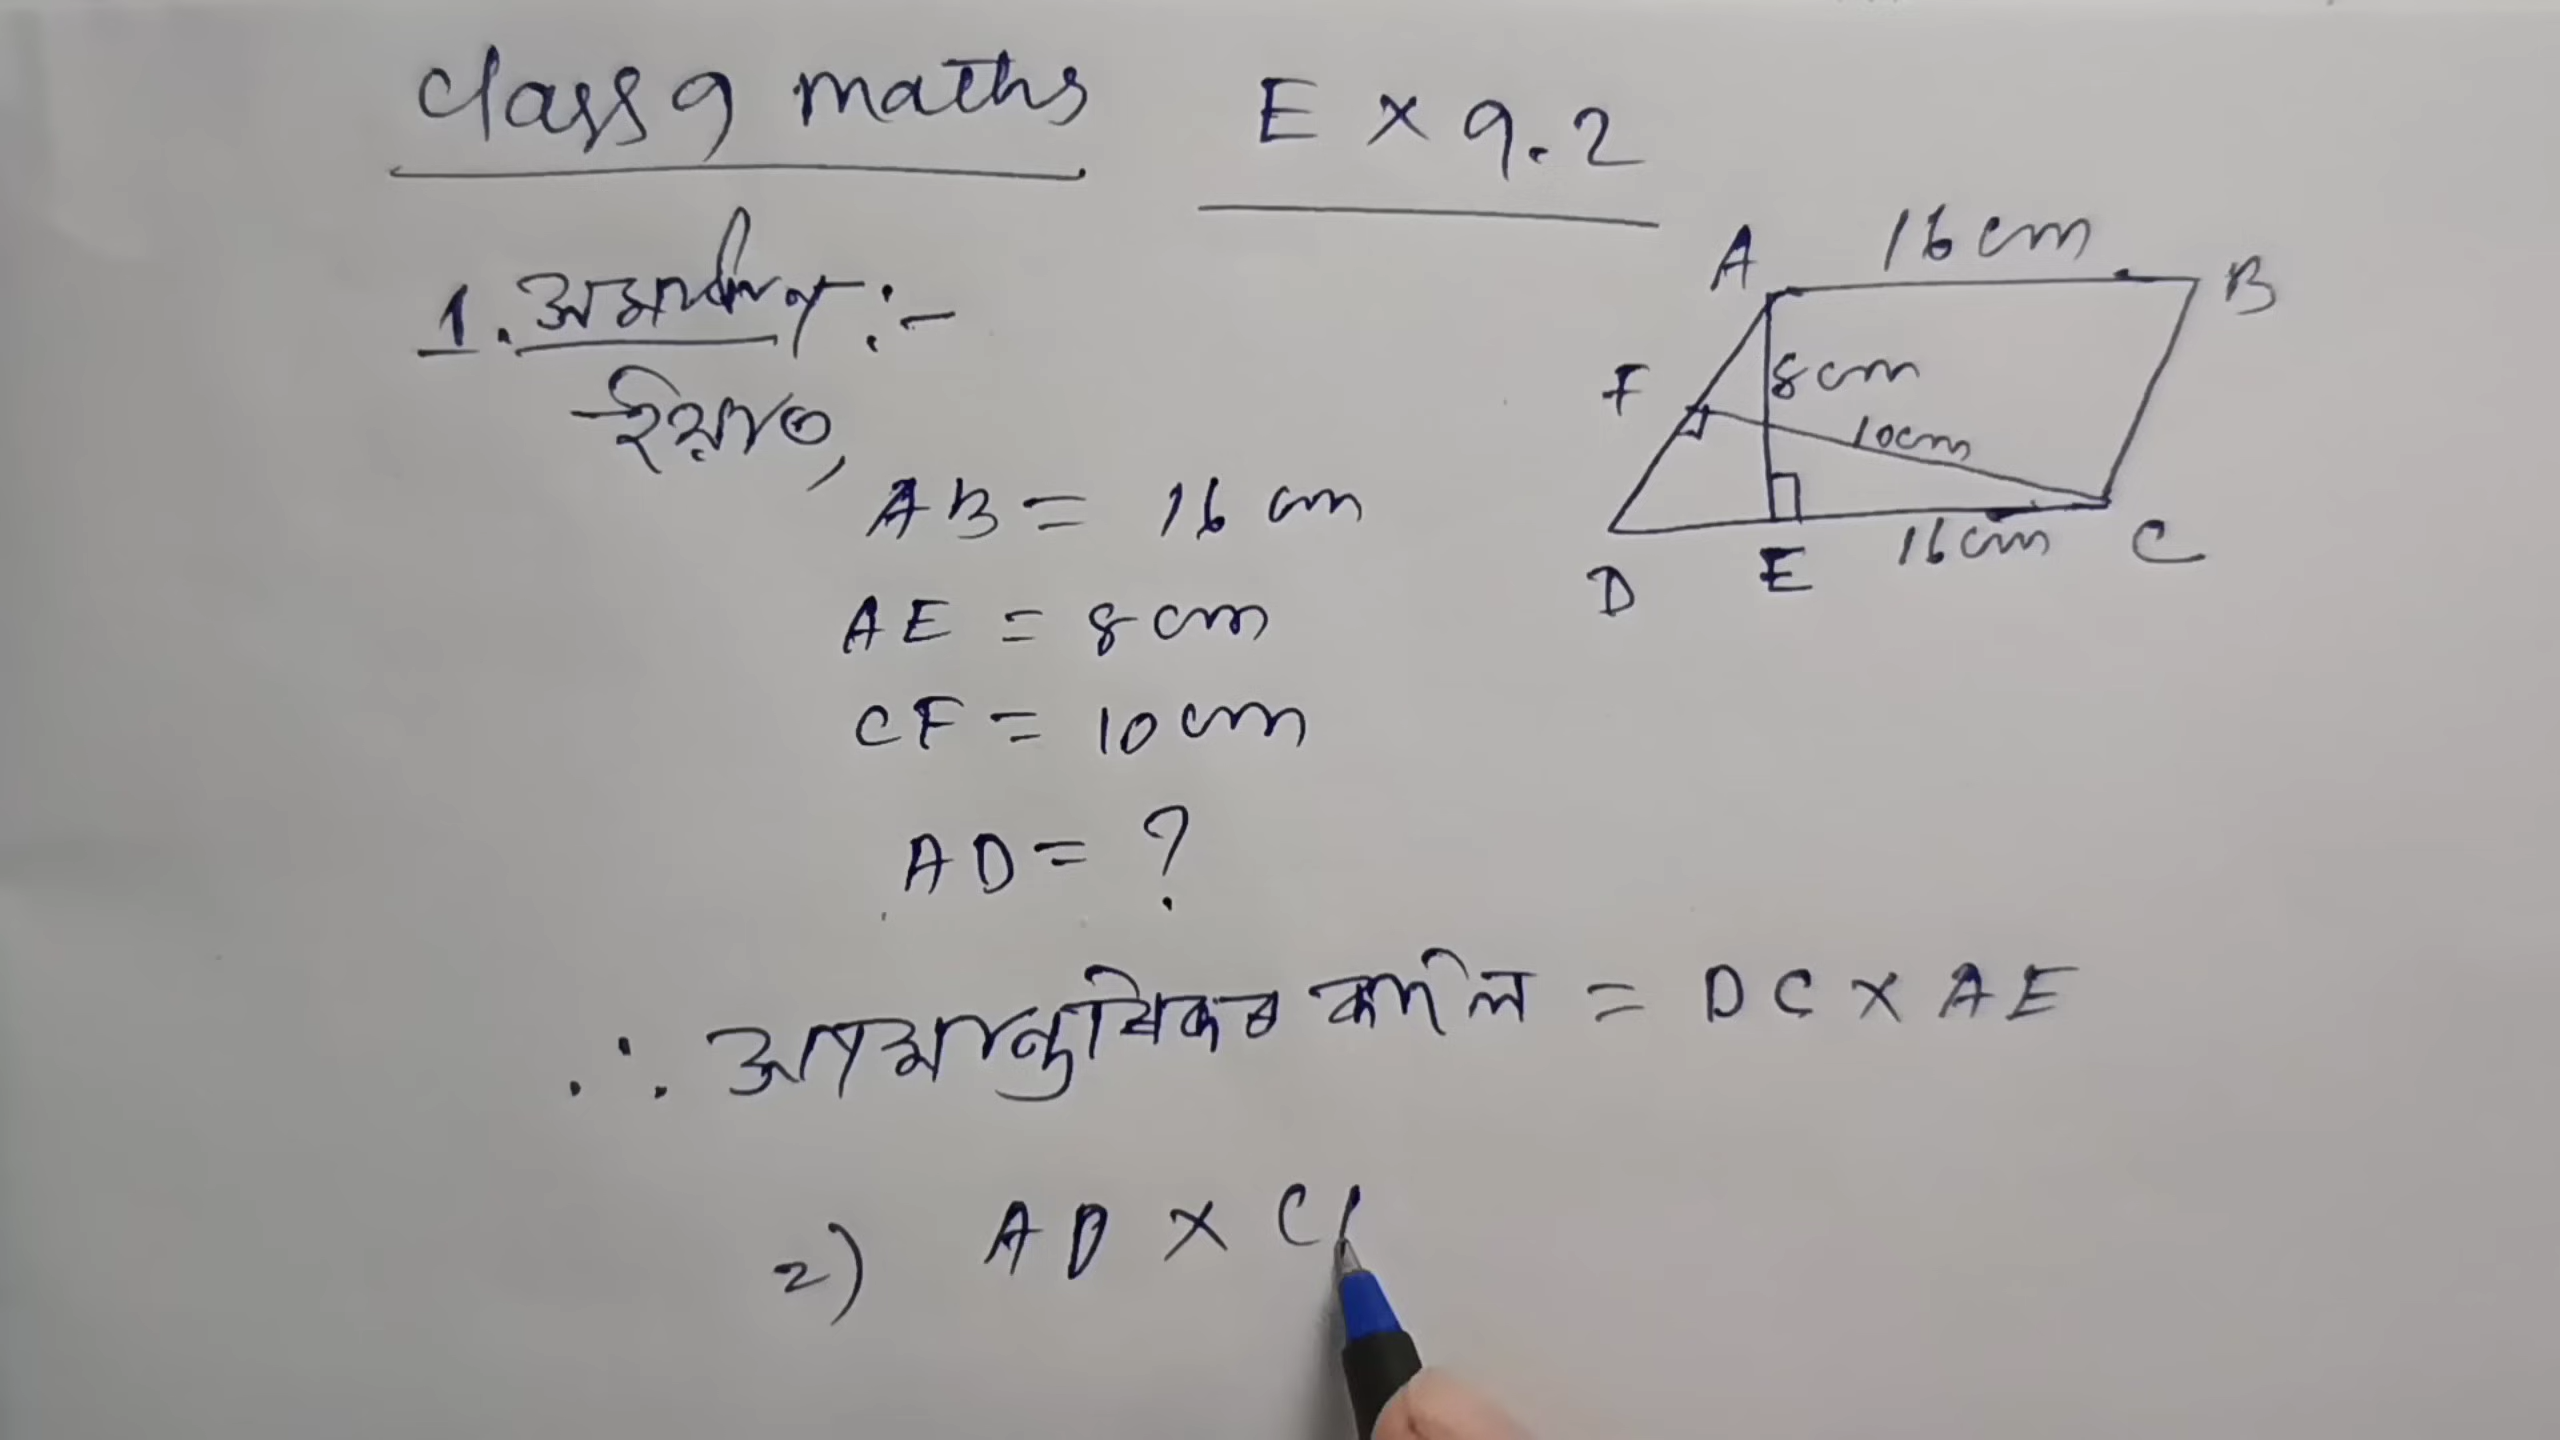 class 9 maths Ex 9.2
1. সমাধান :-
ইয়াত,
AB = 16 cm
AE = 8 cm
CF = 10 cm
AD = ?
∴ সামান্তৰিকৰ কালি = DC × AE
⇒) AD × C
A 16 cm B
F 8 cm
10 cm
16 cm C
D E